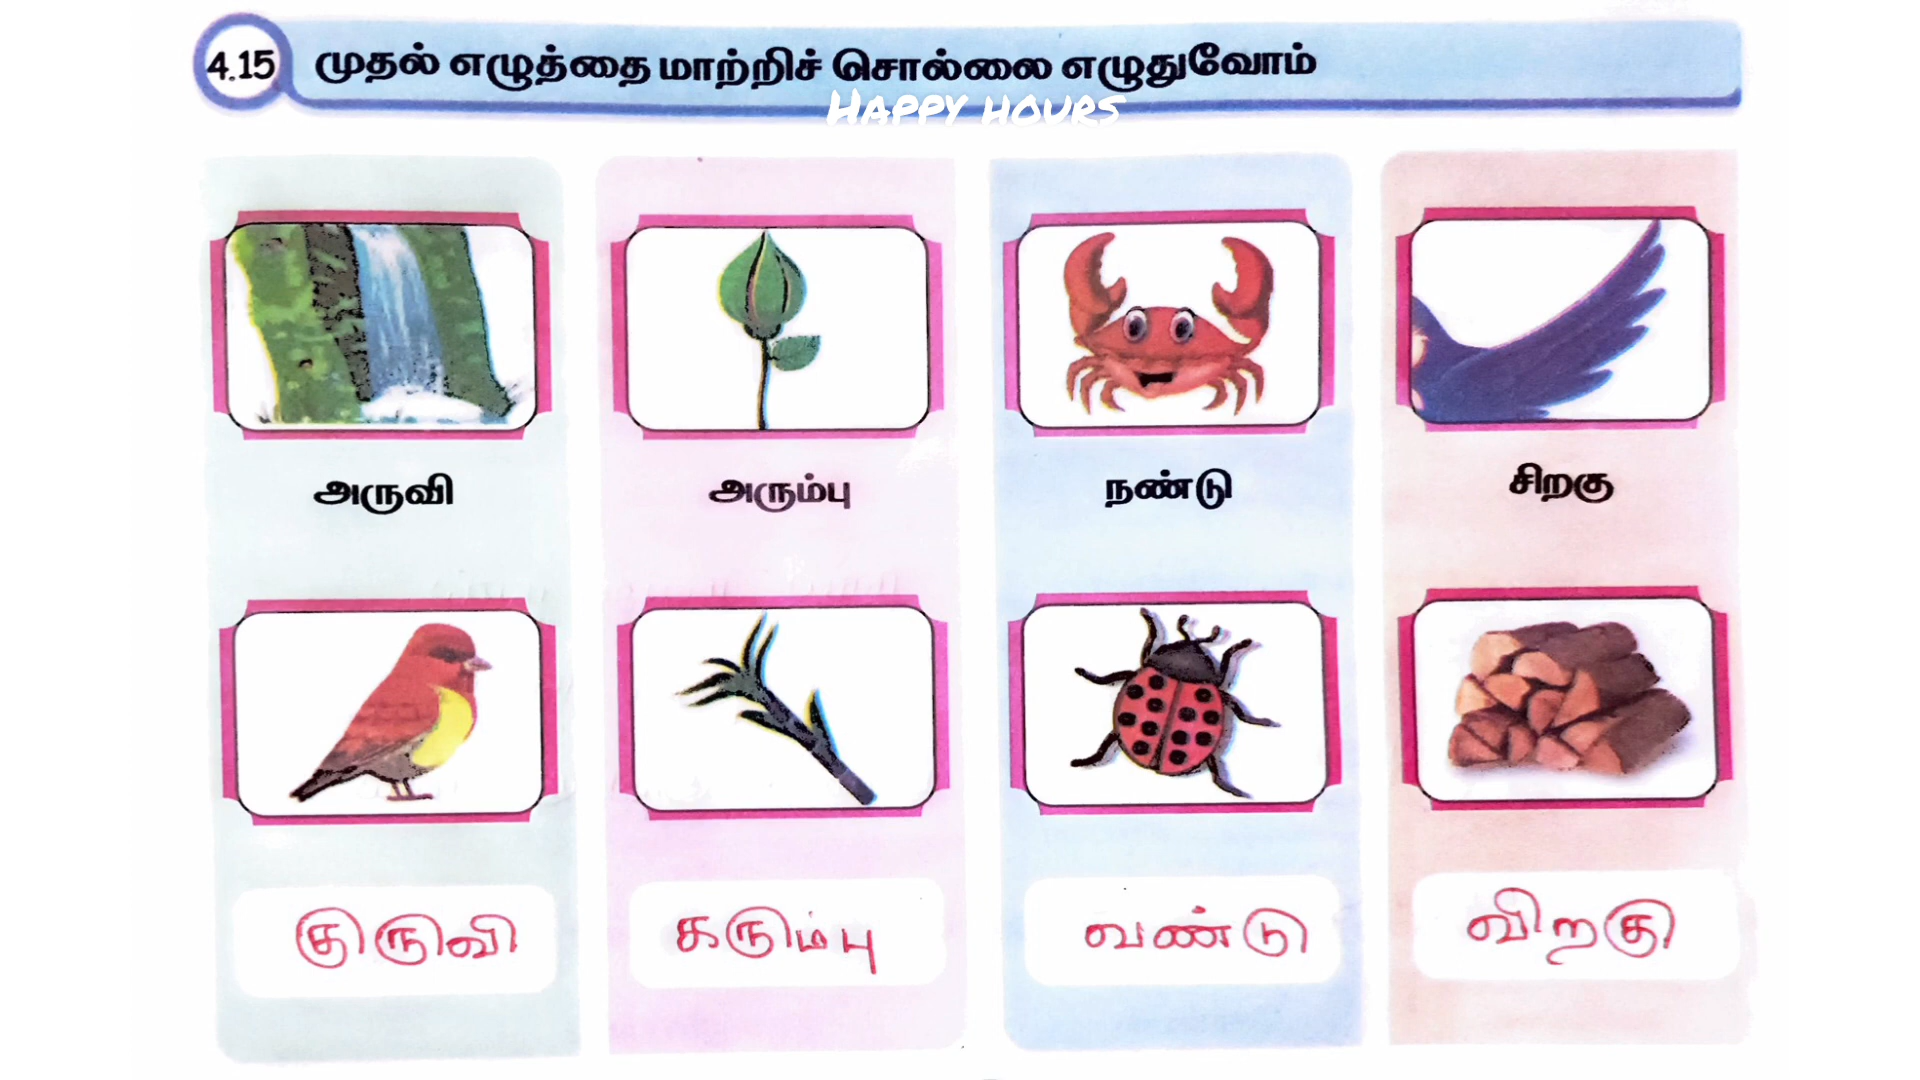 4.15 முதல் எழுத்தை மாற்றிச் சொல்லை எழுதுவோம்
Happy hours
அருவி அரும்பு நண்டு சிறகு
குருவி கரும்பு வண்டு விறகு